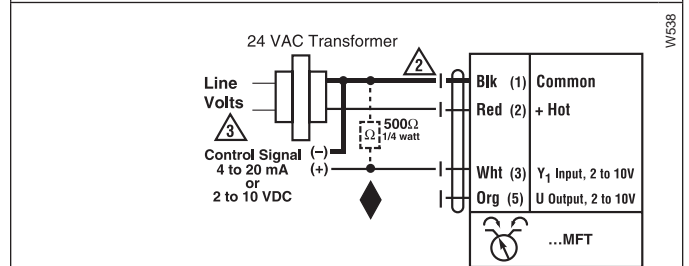 W538
24 VAC Transformer
Line
Volts
2
3
Blk (1) Common
Red (2) + Hot
Ω 500Ω
1/4 watt
Control Signal (–)
4 to 20 mA (+)
or
2 to 10 VDC
Wht (3) Y1 Input, 2 to 10V
Org (5) U Output, 2 to 10V
...MFT